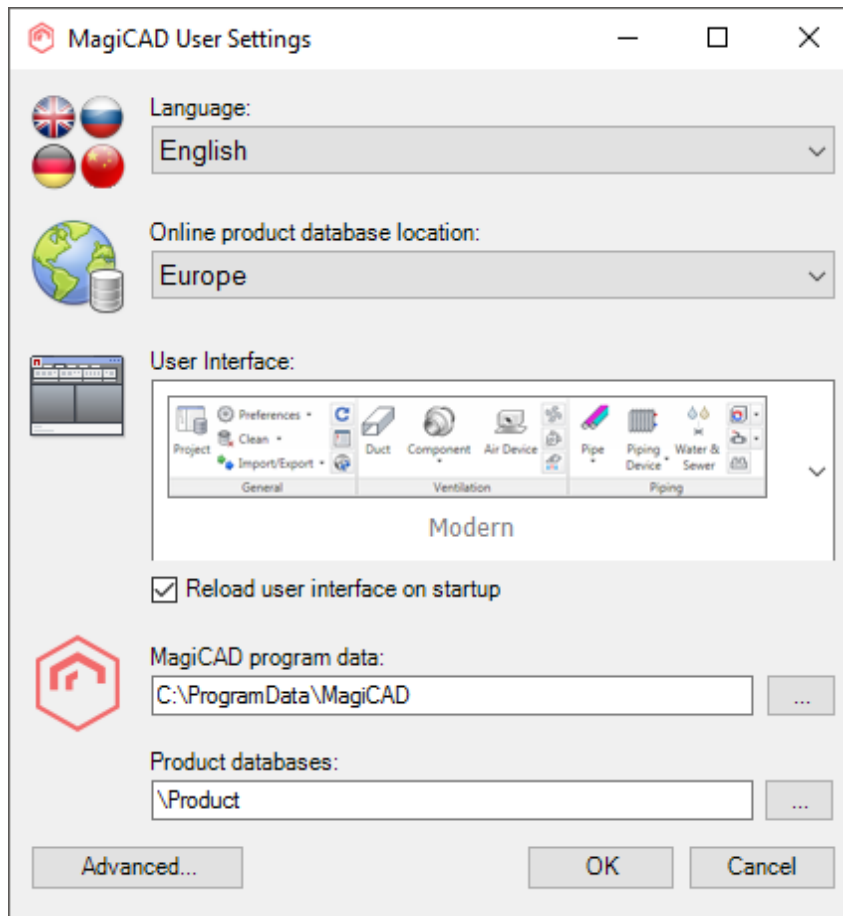 MagiCAD User Settings
Language:
English
Online product database location:
Europe
User Interface:
Project
Preferences
Clean
Import/Export
General
Duct
Component
Air Device
Ventilation
Pipe
Piping Device
Water & Sewer
Piping
Modern
Reload user interface on startup
MagiCAD program data:
C:\ProgramData\MagiCAD
...
Product databases:
\Product
...
Advanced...
OK
Cancel